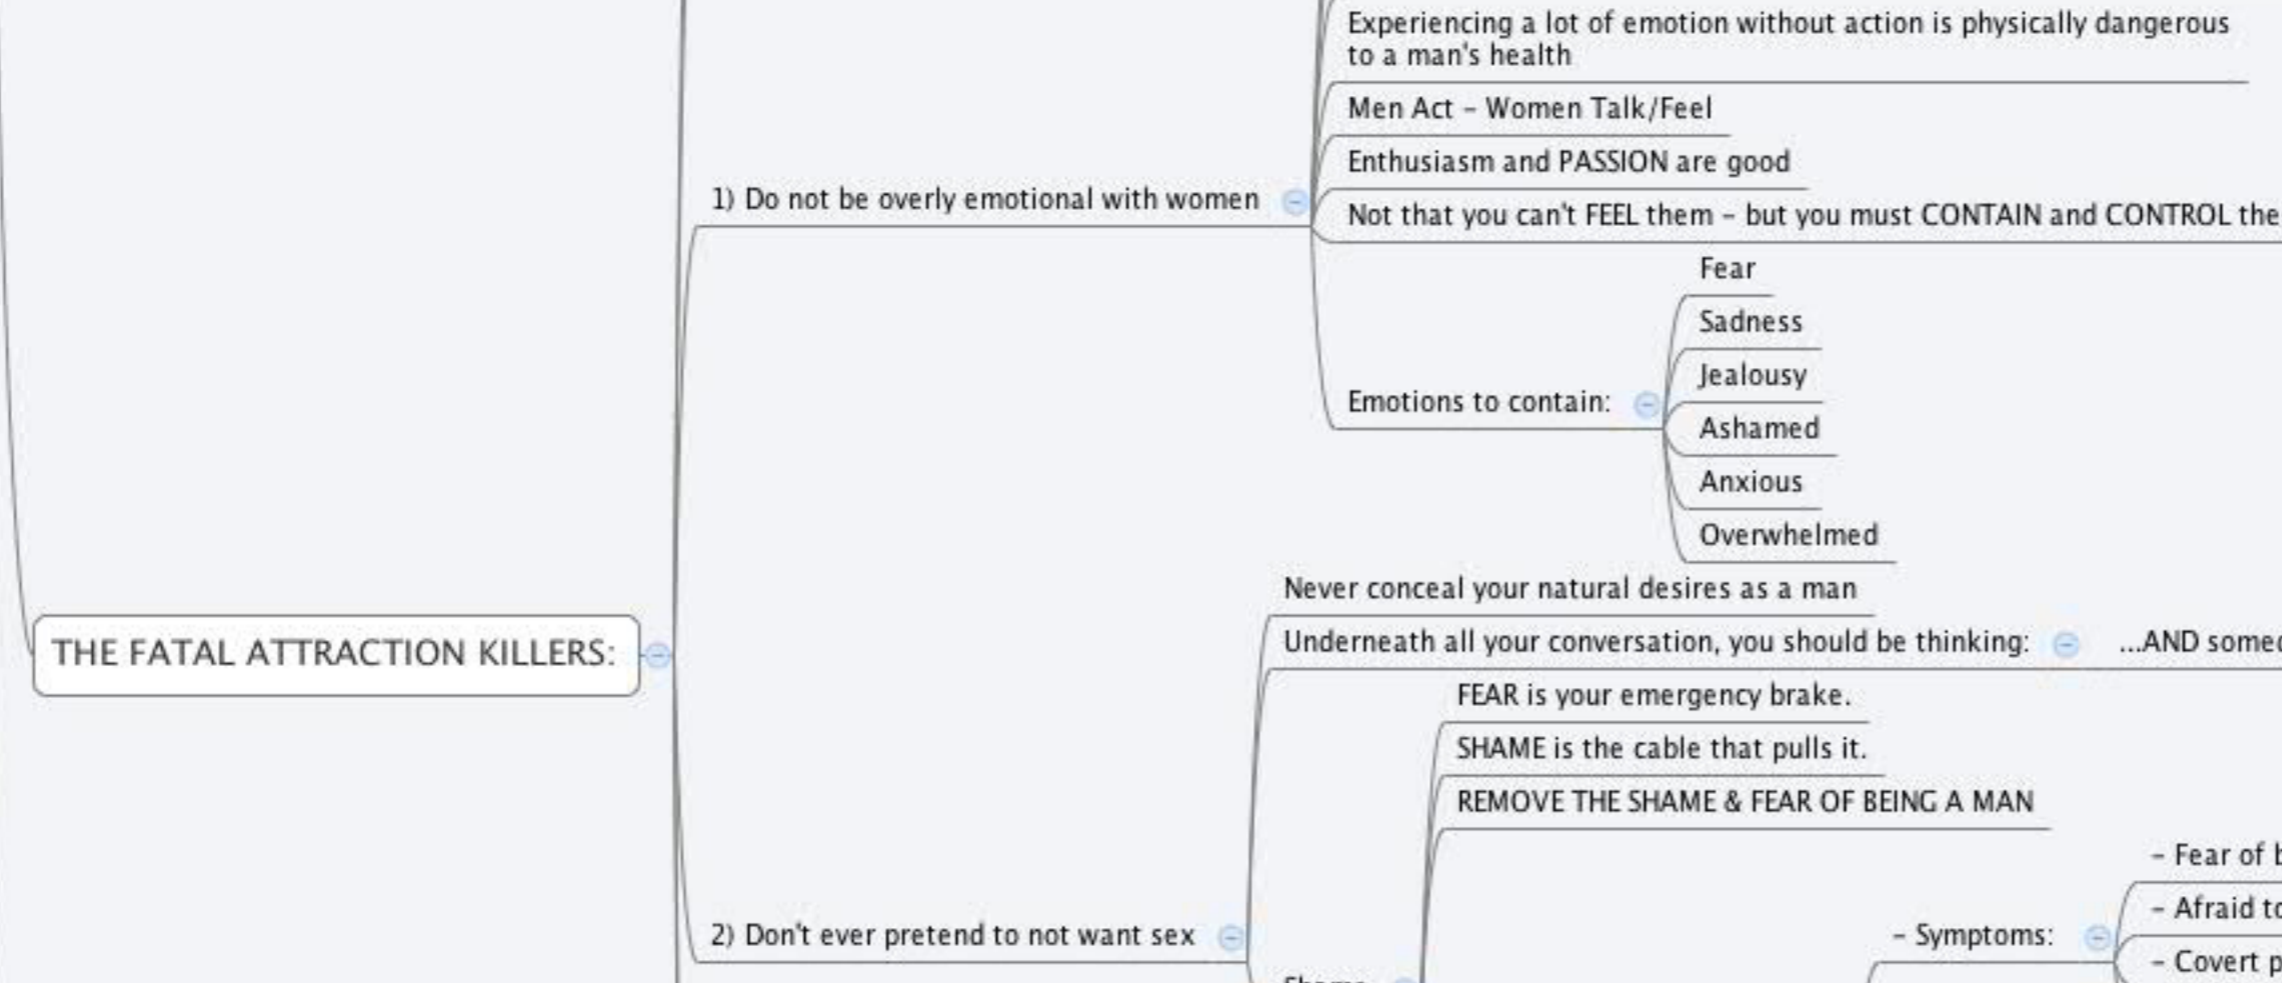 Experiencing a lot of emotion without action is physically dangerous
to a man's health
Men Act – Women Talk/Feel
Enthusiasm and PASSION are good
1) Do not be overly emotional with women
Not that you can't FEEL them – but you must CONTAIN and CONTROL the
Fear
Sadness
Jealousy
Emotions to contain:
Ashamed
Anxious
Overwhelmed
Never conceal your natural desires as a man
THE FATAL ATTRACTION KILLERS:
Underneath all your conversation, you should be thinking:
...AND
FEAR is your emergency brake.
SHAME is the cable that pulls it.
REMOVE THE SHAME & FEAR OF BEING A MAN
– Fear of
– Afraid
2) Don't ever pretend to not want sex
– Symptoms:
– Covert